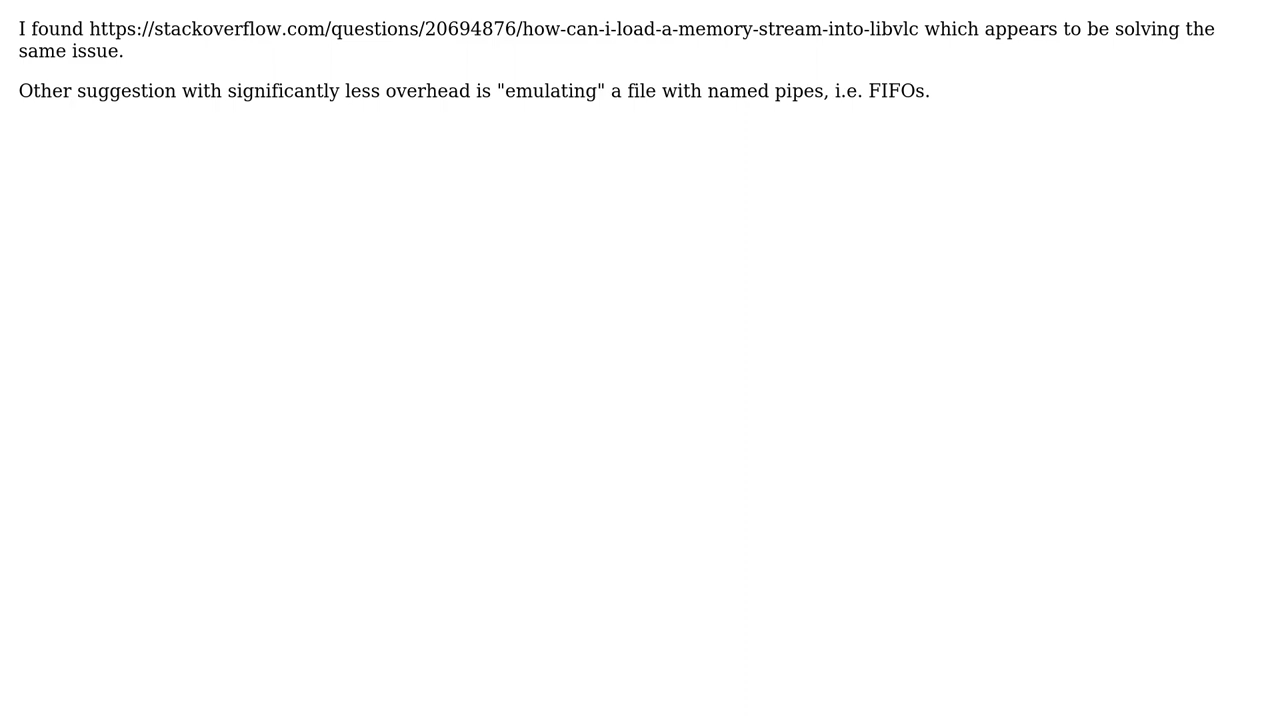 I found https://stackoverflow.com/questions/20694876/how-can-i-load-a-memory-stream-into-libvlc which appears to be solving the
same issue.
Other suggestion with significantly less overhead is "emulating" a file with named pipes, i.e. FIFOs.